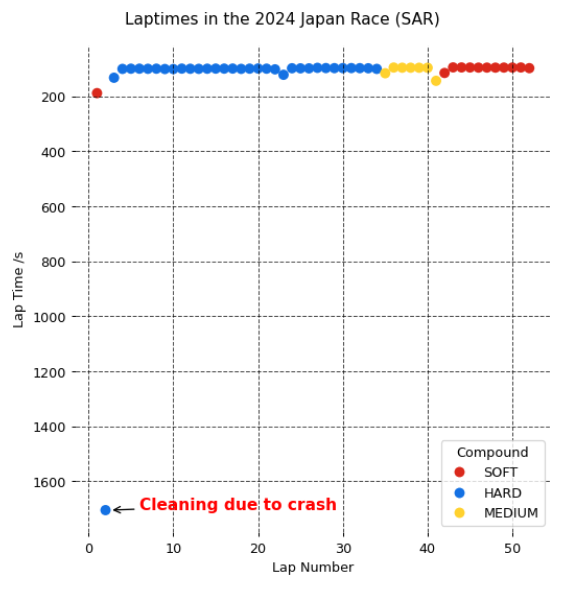 Laptimes in the 2024 Japan Race (SAR)
Lap Time /s
200
400
600
800
1000
1200
1400
1600
Cleaning due to crash
Compound
SOFT
HARD
MEDIUM
0 10 20 30 40 50
Lap Number